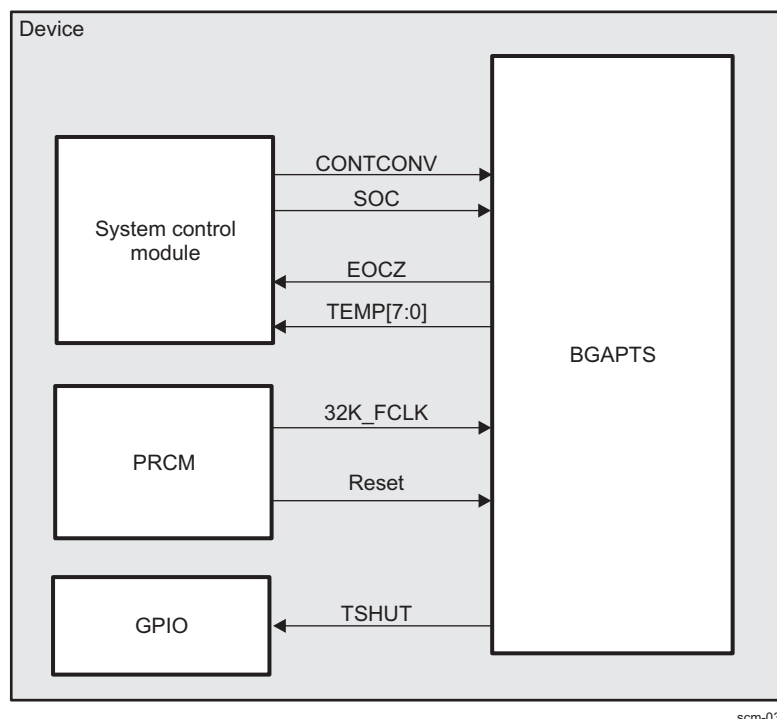 Device
CONTCONV
SOC
System control
module
EOCZ
TEMP[7:0]
BGAPTS
32K_FCLK
PRCM
Reset
TSHUT
GPIO